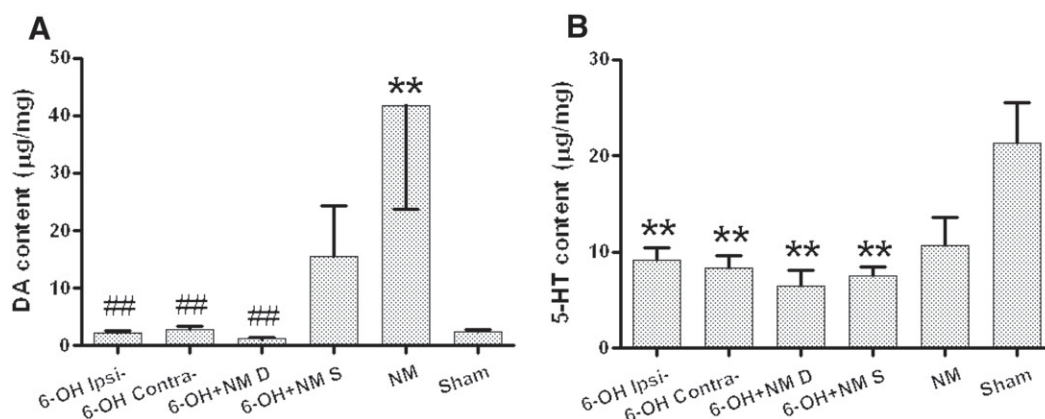 A
DA content (µg/mg)
50
40
30
20
10
0
##
##
##
**
6-OH Ipsi-
6-OH Contra-
6-OH+NM D
6-OH+NM S
NM
Sham
B
5-HT content (µg/mg)
30
20
10
0
**
**
**
**
6-OH Ipsi-
6-OH Contra-
6-OH+NM D
6-OH+NM S
NM
Sham